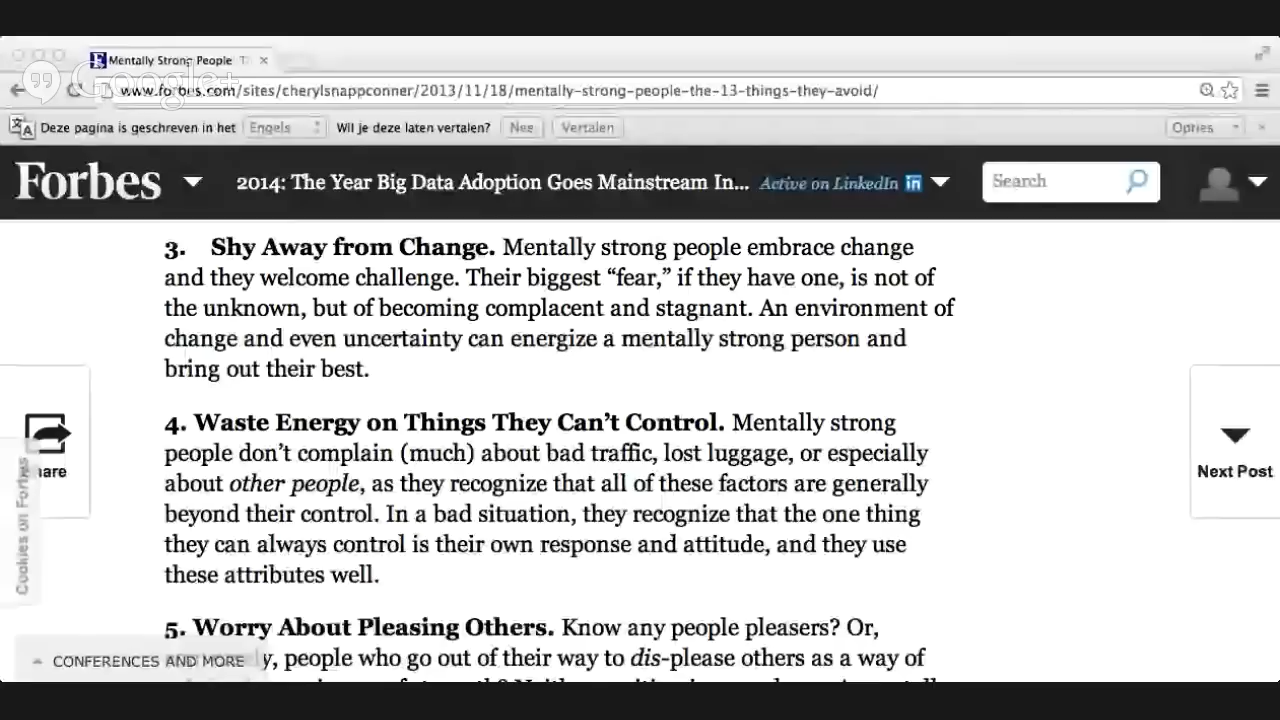 Mentally Strong People
Google+
www.forbes.com/sites/cherylsnappconner/2013/11/18/mentally-strong-people-the-13-things-they-avoid/
Deze pagina is geschreven in het Engels Wil je deze laten vertalen? Nee Vertalen Opties
Forbes 2014: The Year Big Data Adoption Goes Mainstream In... Active on LinkedIn in Search
3. Shy Away from Change. Mentally strong people embrace change
and they welcome challenge. Their biggest “fear,” if they have one, is not of
the unknown, but of becoming complacent and stagnant. An environment of
change and even uncertainty can energize a mentally strong person and
bring out their best.
4. Waste Energy on Things They Can’t Control. Mentally strong
people don’t complain (much) about bad traffic, lost luggage, or especially
about other people, as they recognize that all of these factors are generally
beyond their control. In a bad situation, they recognize that the one thing
they can always control is their own response and attitude, and they use
these attributes well.
5. Worry About Pleasing Others. Know any people pleasers? Or,
people who go out of their way to dis-please others as a way of
Next Post
Cookies on Forbes
CONFERENCES AND MORE